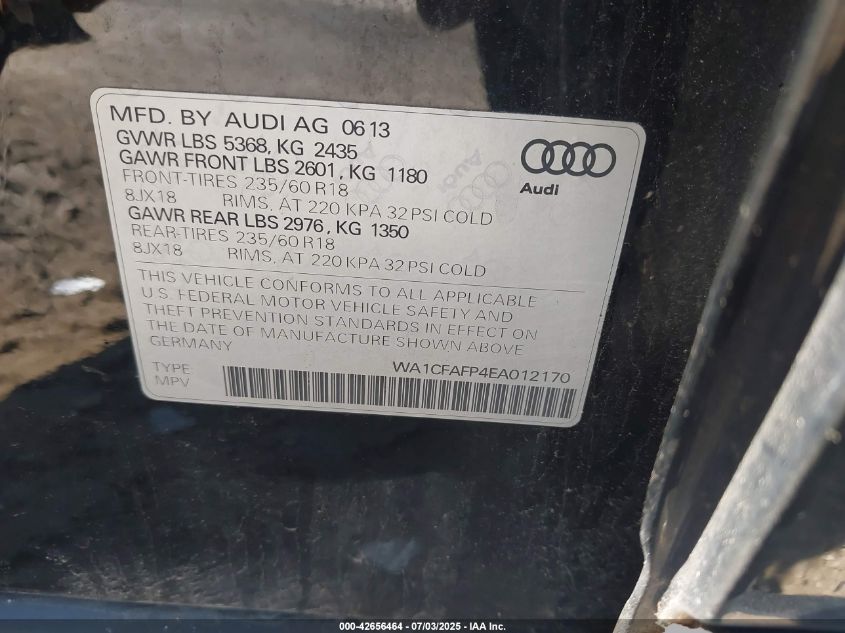 MFD. BY AUDI AG 0613
GVWR LBS 5368, KG 2435
GAWR FRONT LBS 2601, KG 1180
FRONT-TIRES 235/60 R18
8JX18 RIMS, AT 220 KPA 32 PSI COLD
GAWR REAR LBS 2976, KG 1350
REAR-TIRES 235/60 R18
8JX18 RIMS, AT 220 KPA 32 PSI COLD
Audi
THIS VEHICLE CONFORMS TO ALL APPLICABLE
U.S. FEDERAL MOTOR VEHICLE SAFETY AND
THEFT PREVENTION STANDARDS IN EFFECT ON
THE DATE OF MANUFACTURE SHOWN ABOVE
GERMANY
TYPE: WA1CFAFP4EA012170
MPV
000-42656464 - 07/03/2025 - IAA Inc.